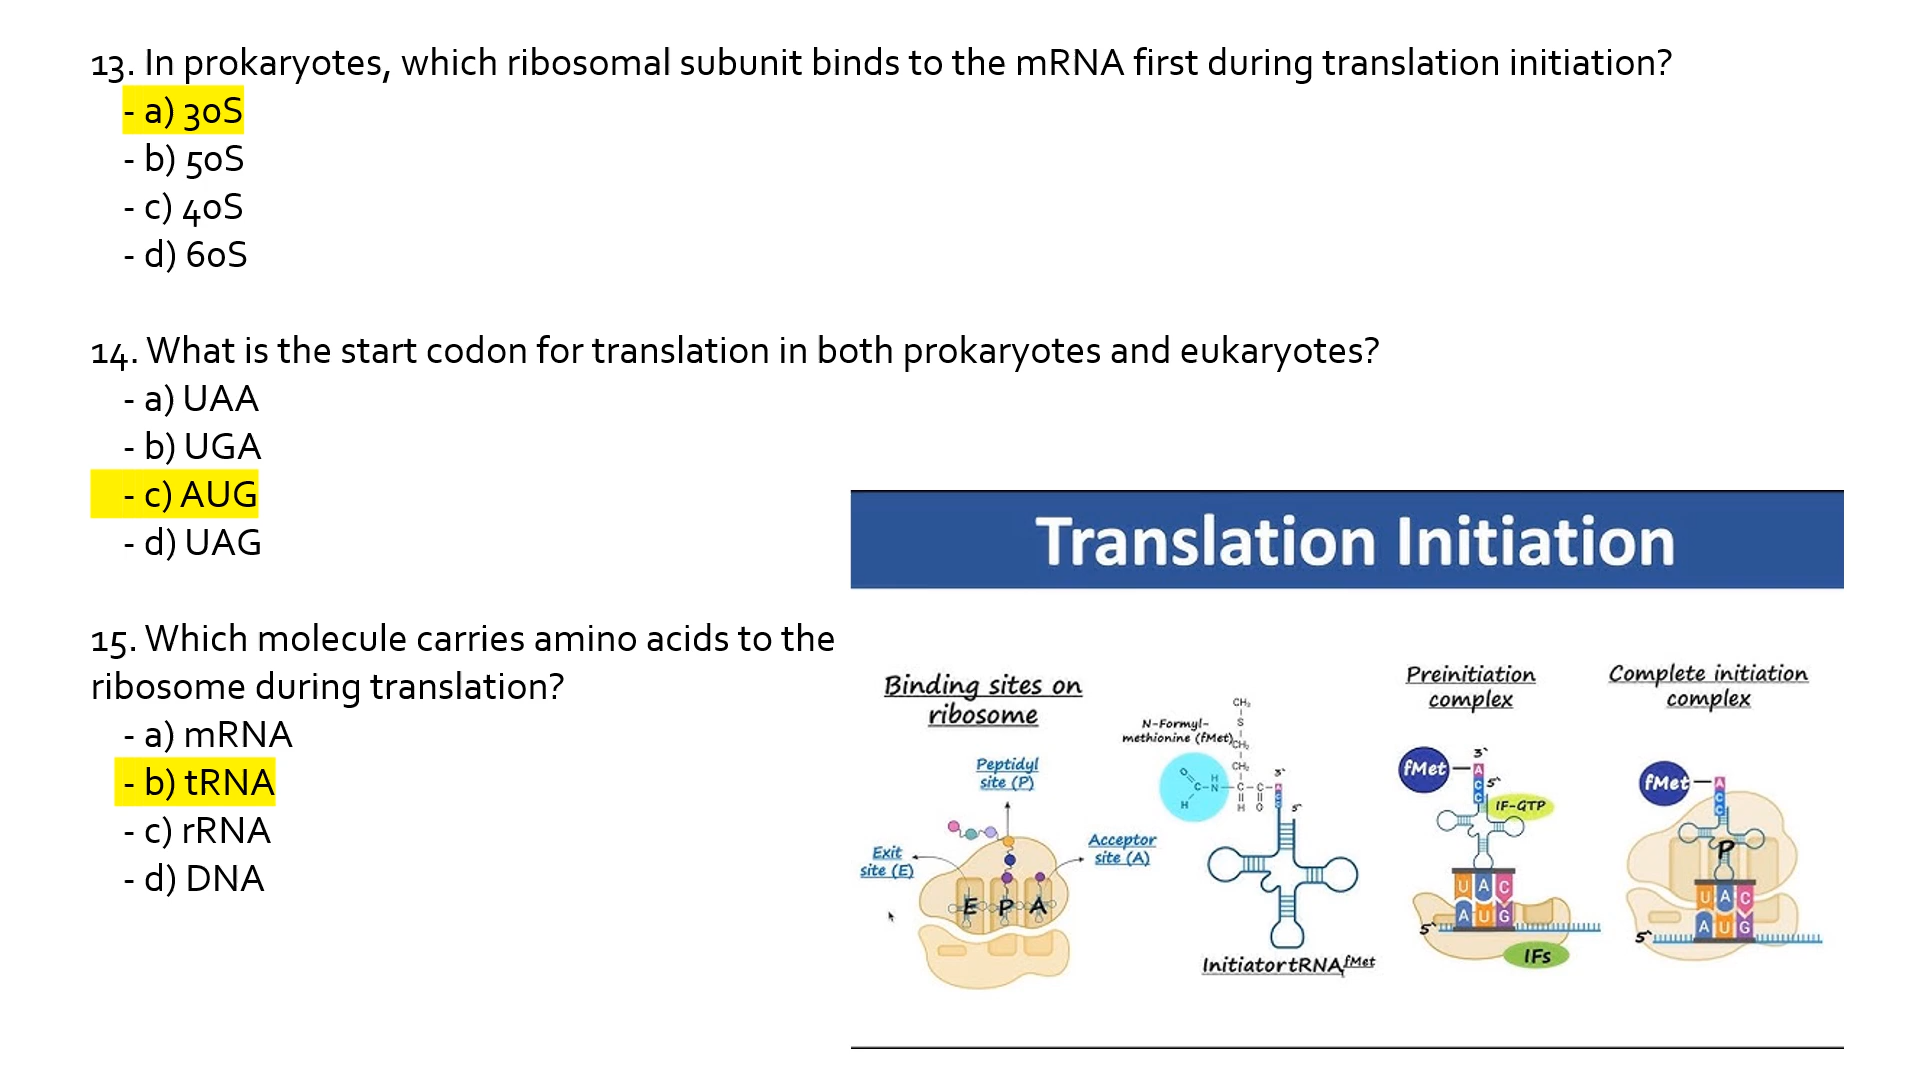 13. In prokaryotes, which ribosomal subunit binds to the mRNA first during translation initiation?
- a) 30S
- b) 50S
- c) 40S
- d) 60S
14. What is the start codon for translation in both prokaryotes and eukaryotes?
- a) UAA
- b) UGA
- c) AUG
- d) UAG
15. Which molecule carries amino acids to the
ribosome during translation?
- a) mRNA
- b) tRNA
- c) rRNA
- d) DNA
Translation Initiation
Binding sites on
ribosome
Peptidyl
site (P)
Exit
site (E)
Acceptor
site (A)
E P A
N-Formyl-
methionine (fMet)
CH₃
S
CH₂
CH₂
O
H
C-N-C-C-
H
H
O
3`
5`
InitiatortRNAfMet
Preinitiation
complex
fMet
3`
A
C
C
5`
IF-GTP
U A C
A U G
5`
IFs
Complete initiation
complex
fMet
A
C
C
P
U A C
A U G
5`